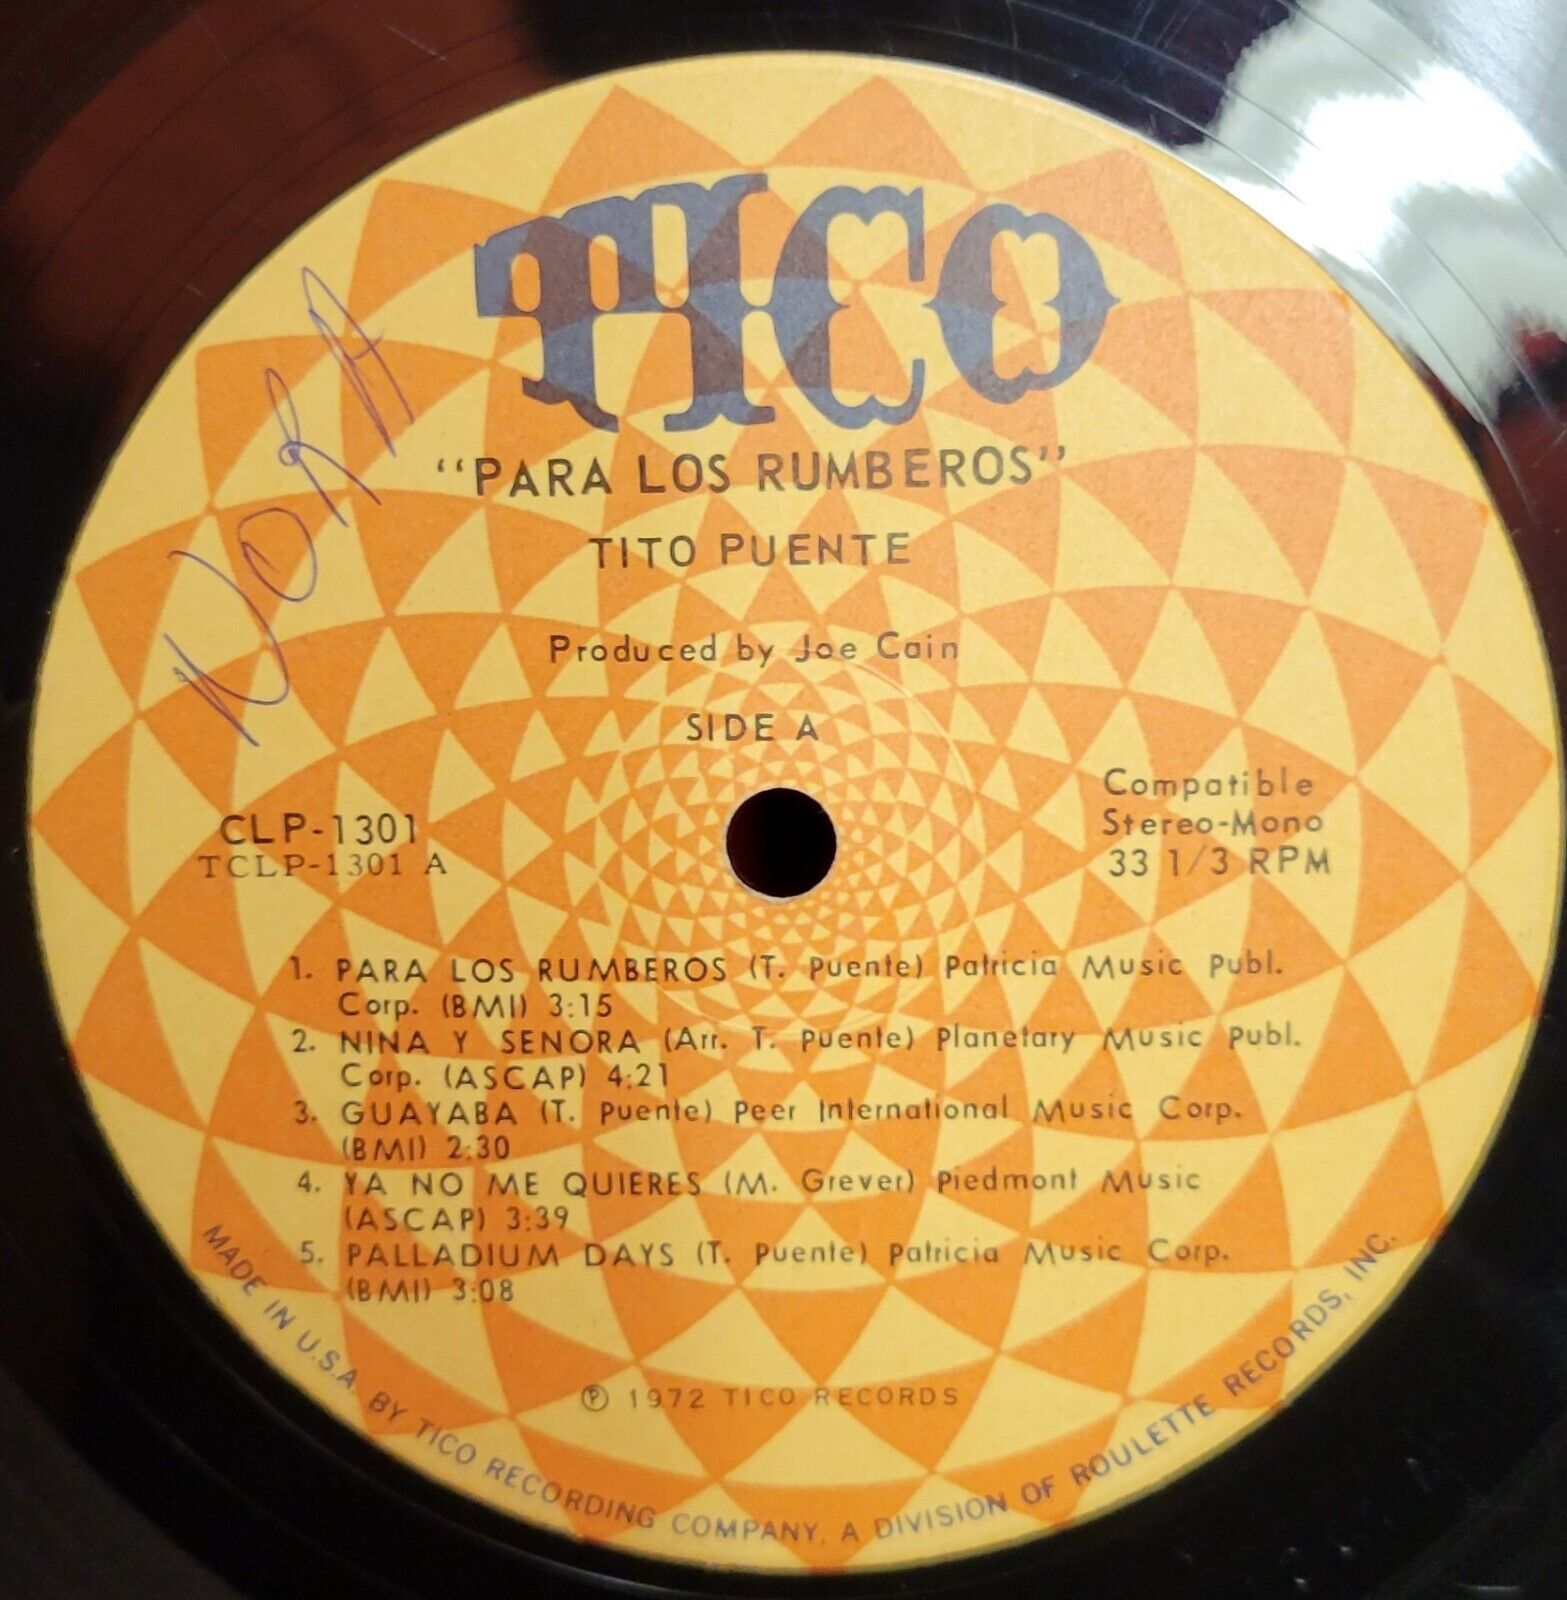 TICO
"PARA LOS RUMBEROS"
TITO PUENTE
Produced by Joe Cain
SIDE A
NORA
CLP-1301
TCLP-1301 A
Compatible
Stereo-Mono
33 1/3 RPM
1. PARA LOS RUMBEROS (T. Puente) Patricia Music Publ.
Corp. (BMI) 3:15
2. NINA Y SENORA (Arr. T. Puente) Planetary Music Publ.
Corp. (ASCAP) 4:21
3. GUAYABA (T. Puente) Peer International Music Corp.
(BMI) 2:30
4. YA NO ME QUIERES (M. Grever) Piedmont Music
(ASCAP) 3:39
5. PALLADIUM DAYS (T. Puente) Patricia Music Corp.
(BMI) 3:08
℗ 1972 TICO RECORDS
MADE IN U.S.A. BY TICO RECORDING COMPANY, A DIVISION OF ROULETTE RECORDS, INC.